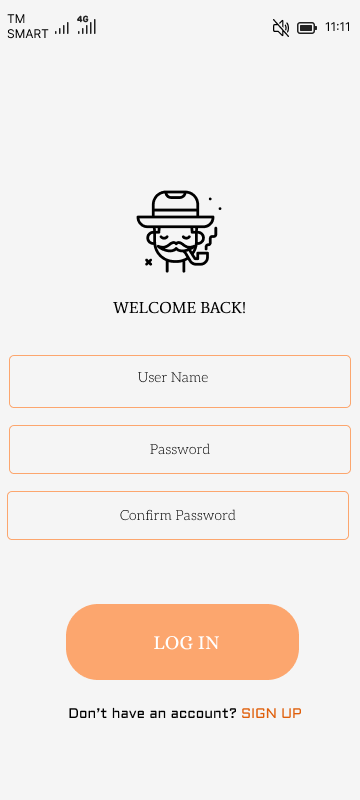 TM
SMART
4G
11:11
WELCOME BACK!
User Name
Password
Confirm Password
LOG IN
Don't have an account? SIGN UP